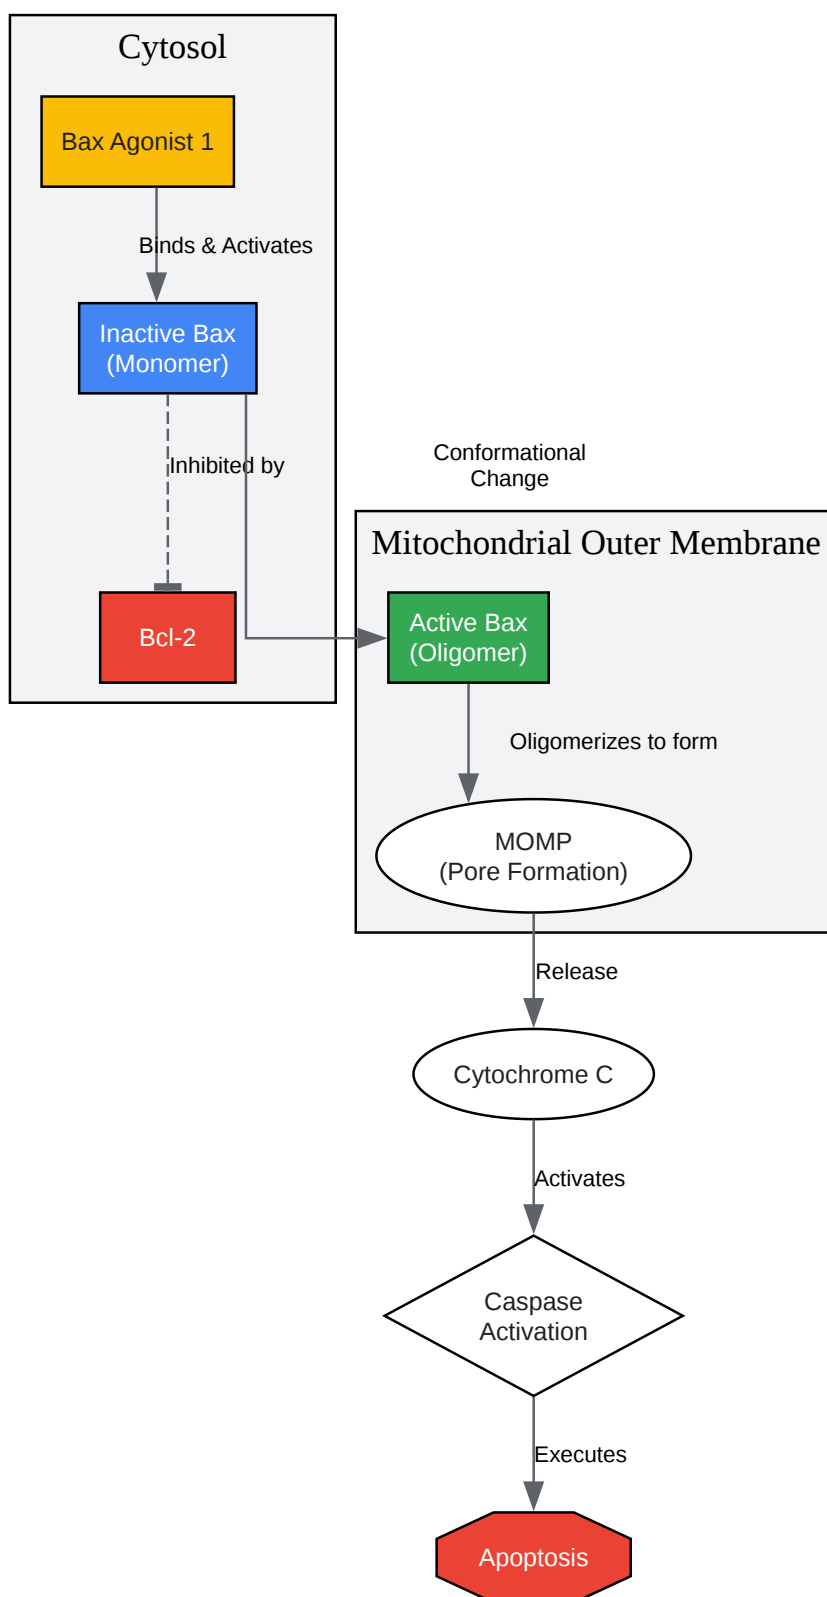 Cytosol
Bax Agonist 1
Binds & Activates
Inactive Bax
(Monomer)
Inhibited by
Conformational
Change
Bcl-2
Mitochondrial Outer Membrane
Active Bax
(Oligomer)
Oligomerizes to form
MOMP
(Pore Formation)
Release
Cytochrome C
Activates
Caspase
Activation
Executes
Apoptosis